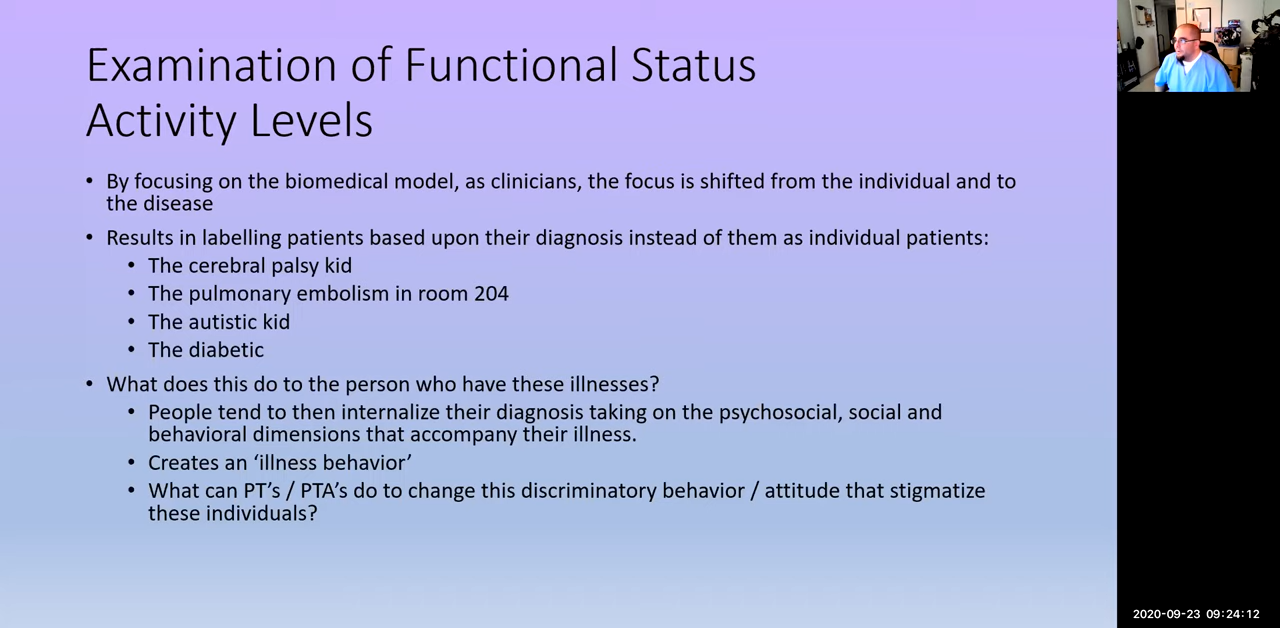 Examination of Functional Status
Activity Levels
• By focusing on the biomedical model, as clinicians, the focus is shifted from the individual and to
the disease
• Results in labelling patients based upon their diagnosis instead of them as individual patients:
• The cerebral palsy kid
• The pulmonary embolism in room 204
• The autistic kid
• The diabetic
• What does this do to the person who have these illnesses?
• People tend to then internalize their diagnosis taking on the psychosocial, social and
behavioral dimensions that accompany their illness.
• Creates an ‘illness behavior’
• What can PT’s / PTA’s do to change this discriminatory behavior / attitude that stigmatize
these individuals?
2020-09-23 09:24:12